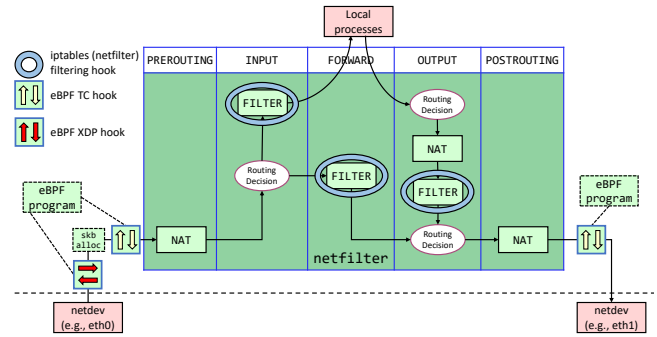 Local
processes
iptables (netfilter)
filtering hook
eBPF TC hook
eBPF XDP hook
PREROUTING
INPUT
FORWARD
OUTPUT
POSTROUTING
FILTER
Routing
Decision
NAT
Routing
Decision
FILTER
FILTER
eBPF
program
eBPF
program
skb
alloc
NAT
Routing
Decision
NAT
netfilter
netdev
(e.g., eth0)
netdev
(e.g., eth1)